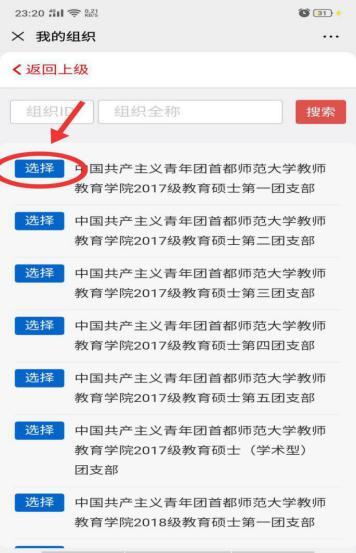 23:20
31
我的组织
返回上级
组织ID 组织全称 搜索
选择 中国共产主义青年团首都师范大学教师
教育学院2017级教育硕士第一团支部
选择 中国共产主义青年团首都师范大学教师
教育学院2017级教育硕士第二团支部
选择 中国共产主义青年团首都师范大学教师
教育学院2017级教育硕士第三团支部
选择 中国共产主义青年团首都师范大学教师
教育学院2017级教育硕士第四团支部
选择 中国共产主义青年团首都师范大学教师
教育学院2017级教育硕士第五团支部
选择 中国共产主义青年团首都师范大学教师
教育学院2017级教育硕士（学术型）
团支部
选择 中国共产主义青年团首都师范大学教师
教育学院2018级教育硕士第一团支部